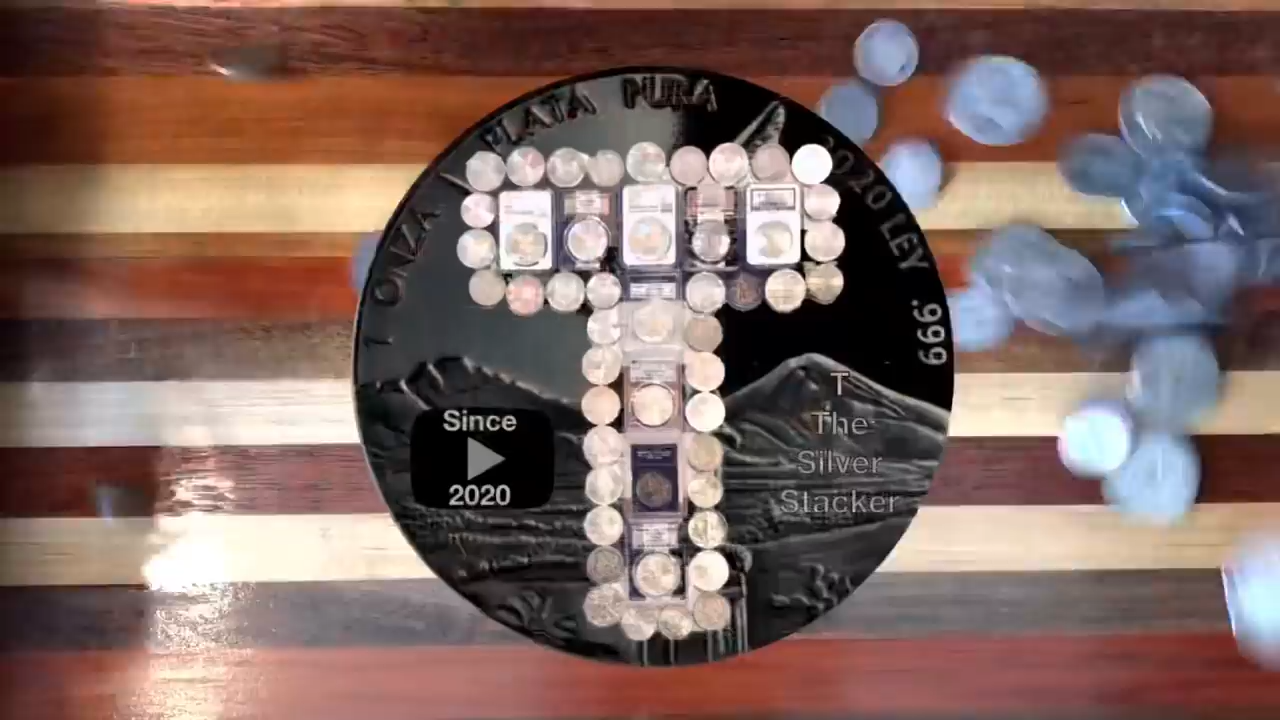 1 ONZA PLATA PURA 2020 LEY .999
Since
2020
T
The
Silver
Stacker